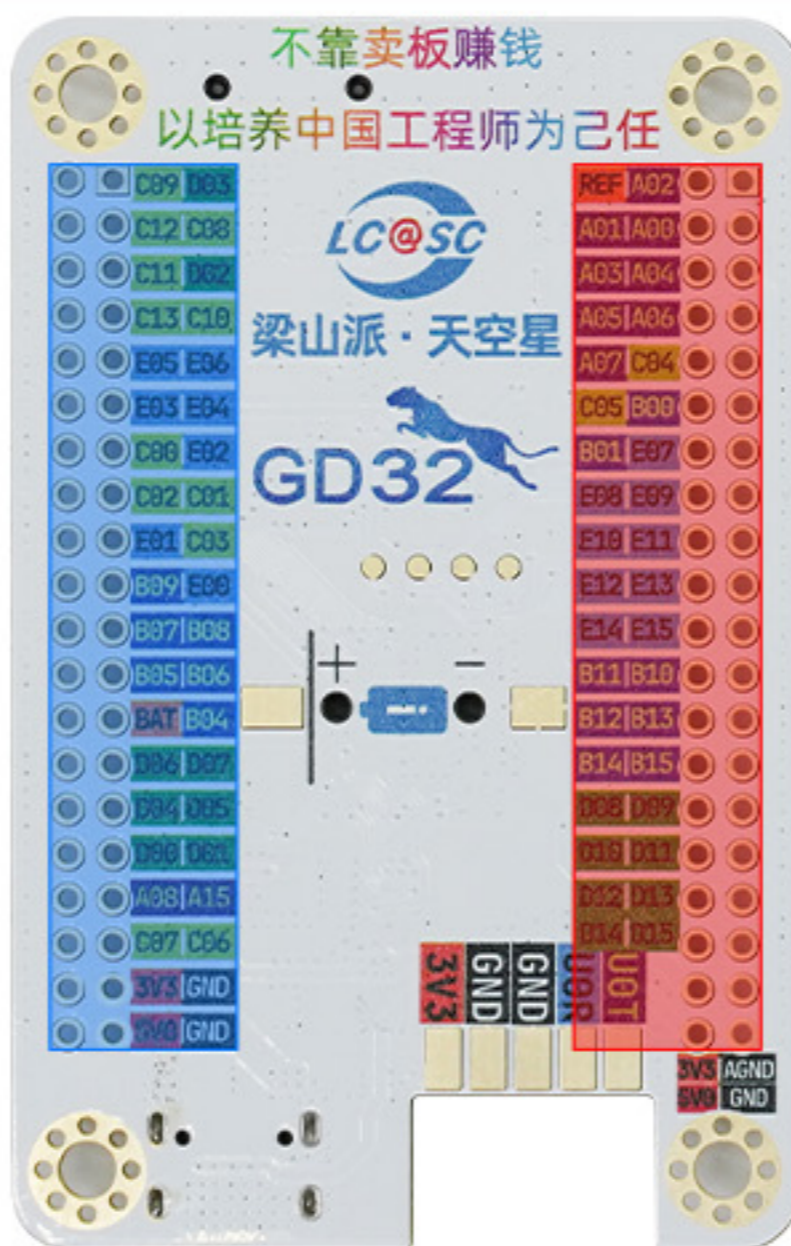 不靠卖板赚钱
以培养中国工程师为己任
C09 D03
C12 C08
C11 D02
C13 C10
E05 E06
E03 E04
C00 E02
C02 C01
E01 C03
B09 E00
B07 B08
B05 B06
BAT B04
D06 D07
D04 D05
D00 D01
A08 A15
C07 C06
3V3 GND
5V0 GND
LC@SC
梁山派·天空星
GD32
+ −
REF A02
A01 A00
A03 A04
A05 A06
A07 C04
C05 B00
B01 E07
E08 E09
E10 E11
E12 E13
E14 E15
B11 B10
B12 B13
B14 B15
D08 D09
D10 D11
D12 D13
D14 D15
3V3 GND GND U0R U0T
3V3 AGND
5V0 GND